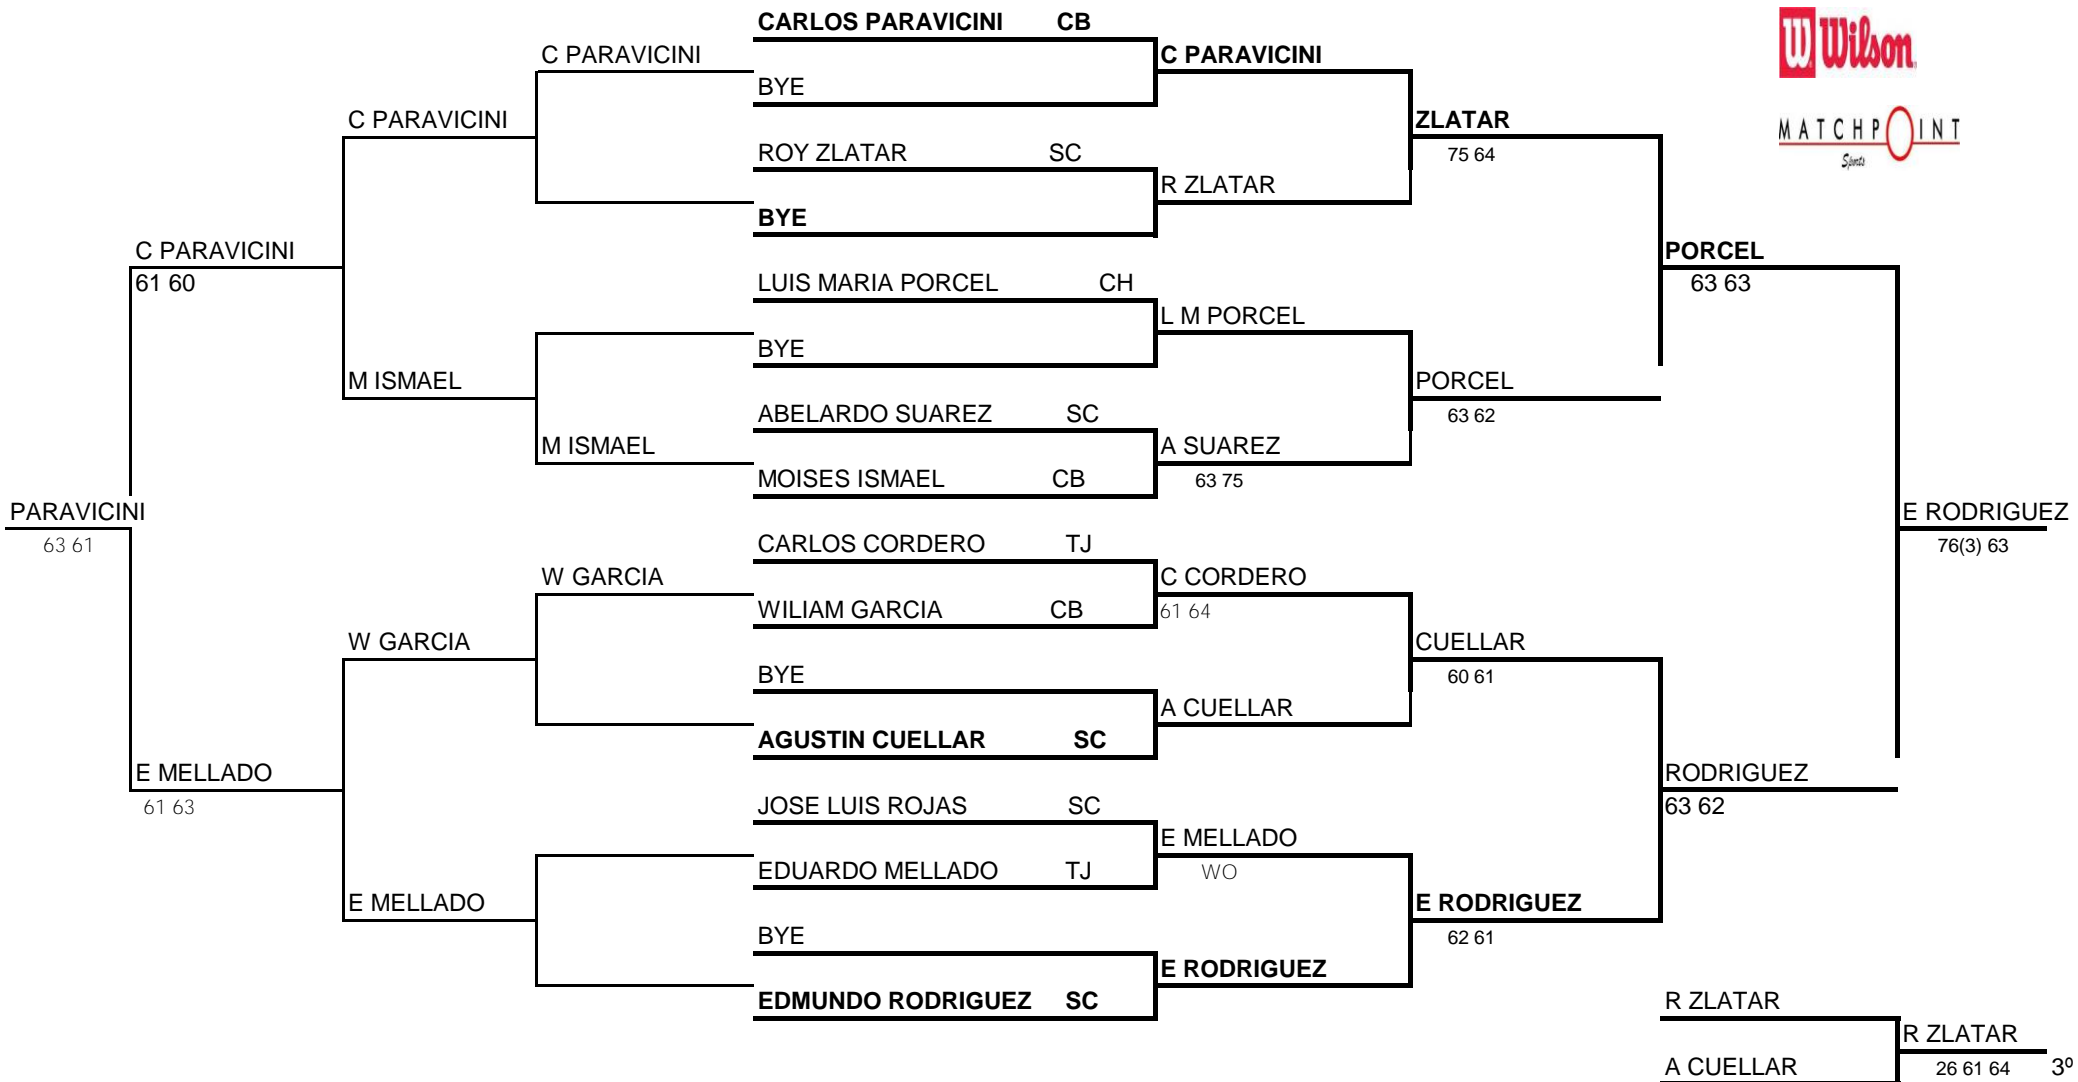 CARLOS PARAVICINI CB
W Wilson
C PARAVICINI
C PARAVICINI
BYE
C PARAVICINI
ZLATAR
MATCHPOINT
Sports
ROY ZLATAR SC
75 64
R ZLATAR
BYE
C PARAVICINI
PORCEL
61 60
LUIS MARIA PORCEL CH
63 63
L M PORCEL
BYE
M ISMAEL
PORCEL
ABELARDO SUAREZ SC
63 62
M ISMAEL
A SUAREZ
MOISES ISMAEL CB
63 75
PARAVICINI
E RODRIGUEZ
63 61
CARLOS CORDERO TJ
76(3) 63
W GARCIA
C CORDERO
WILIAM GARCIA CB
61 64
W GARCIA
CUELLAR
BYE
60 61
A CUELLAR
AGUSTIN CUELLAR SC
E MELLADO
RODRIGUEZ
61 63
JOSE LUIS ROJAS SC
63 62
E MELLADO
EDUARDO MELLADO TJ
WO
E MELLADO
E RODRIGUEZ
BYE
62 61
E RODRIGUEZ
EDMUNDO RODRIGUEZ SC
R ZLATAR
R ZLATAR
A CUELLAR
26 61 64 3º